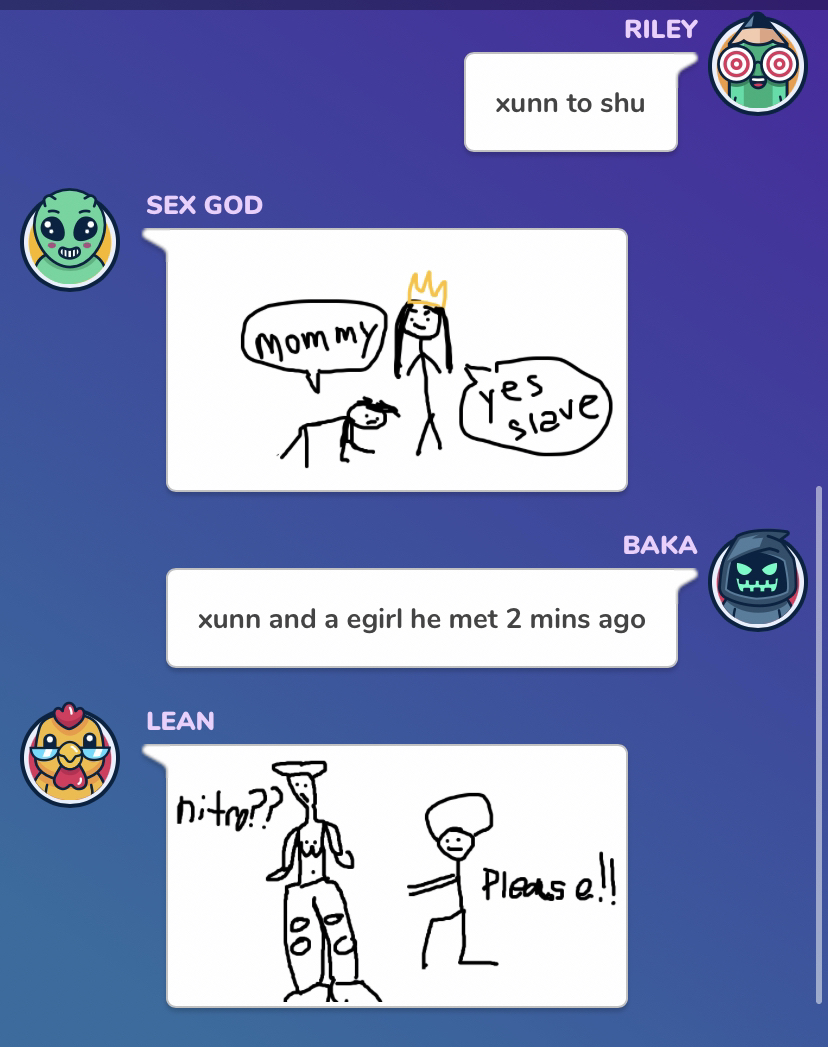 RILEY
xunn to shu
SEX GOD
mommy
yes
slave
BAKA
xunn and a egirl he met 2 mins ago
LEAN
nitro??
Please!!